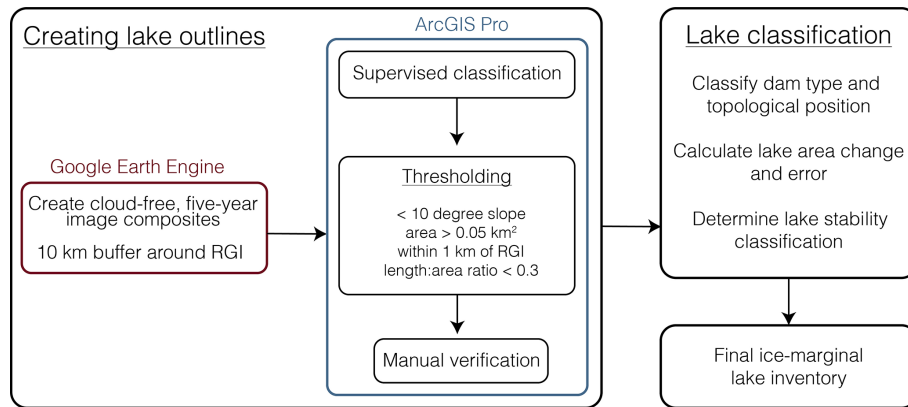 Creating lake outlines
Google Earth Engine
Create cloud-free, five-year
image composites
10 km buffer around RGI
ArcGIS Pro
Supervised classification
Thresholding
< 10 degree slope
area > 0.05 km²
within 1 km of RGI
length:area ratio < 0.3
Manual verification
Lake classification
Classify dam type and
topological position
Calculate lake area change
and error
Determine lake stability
classification
Final ice-marginal
lake inventory